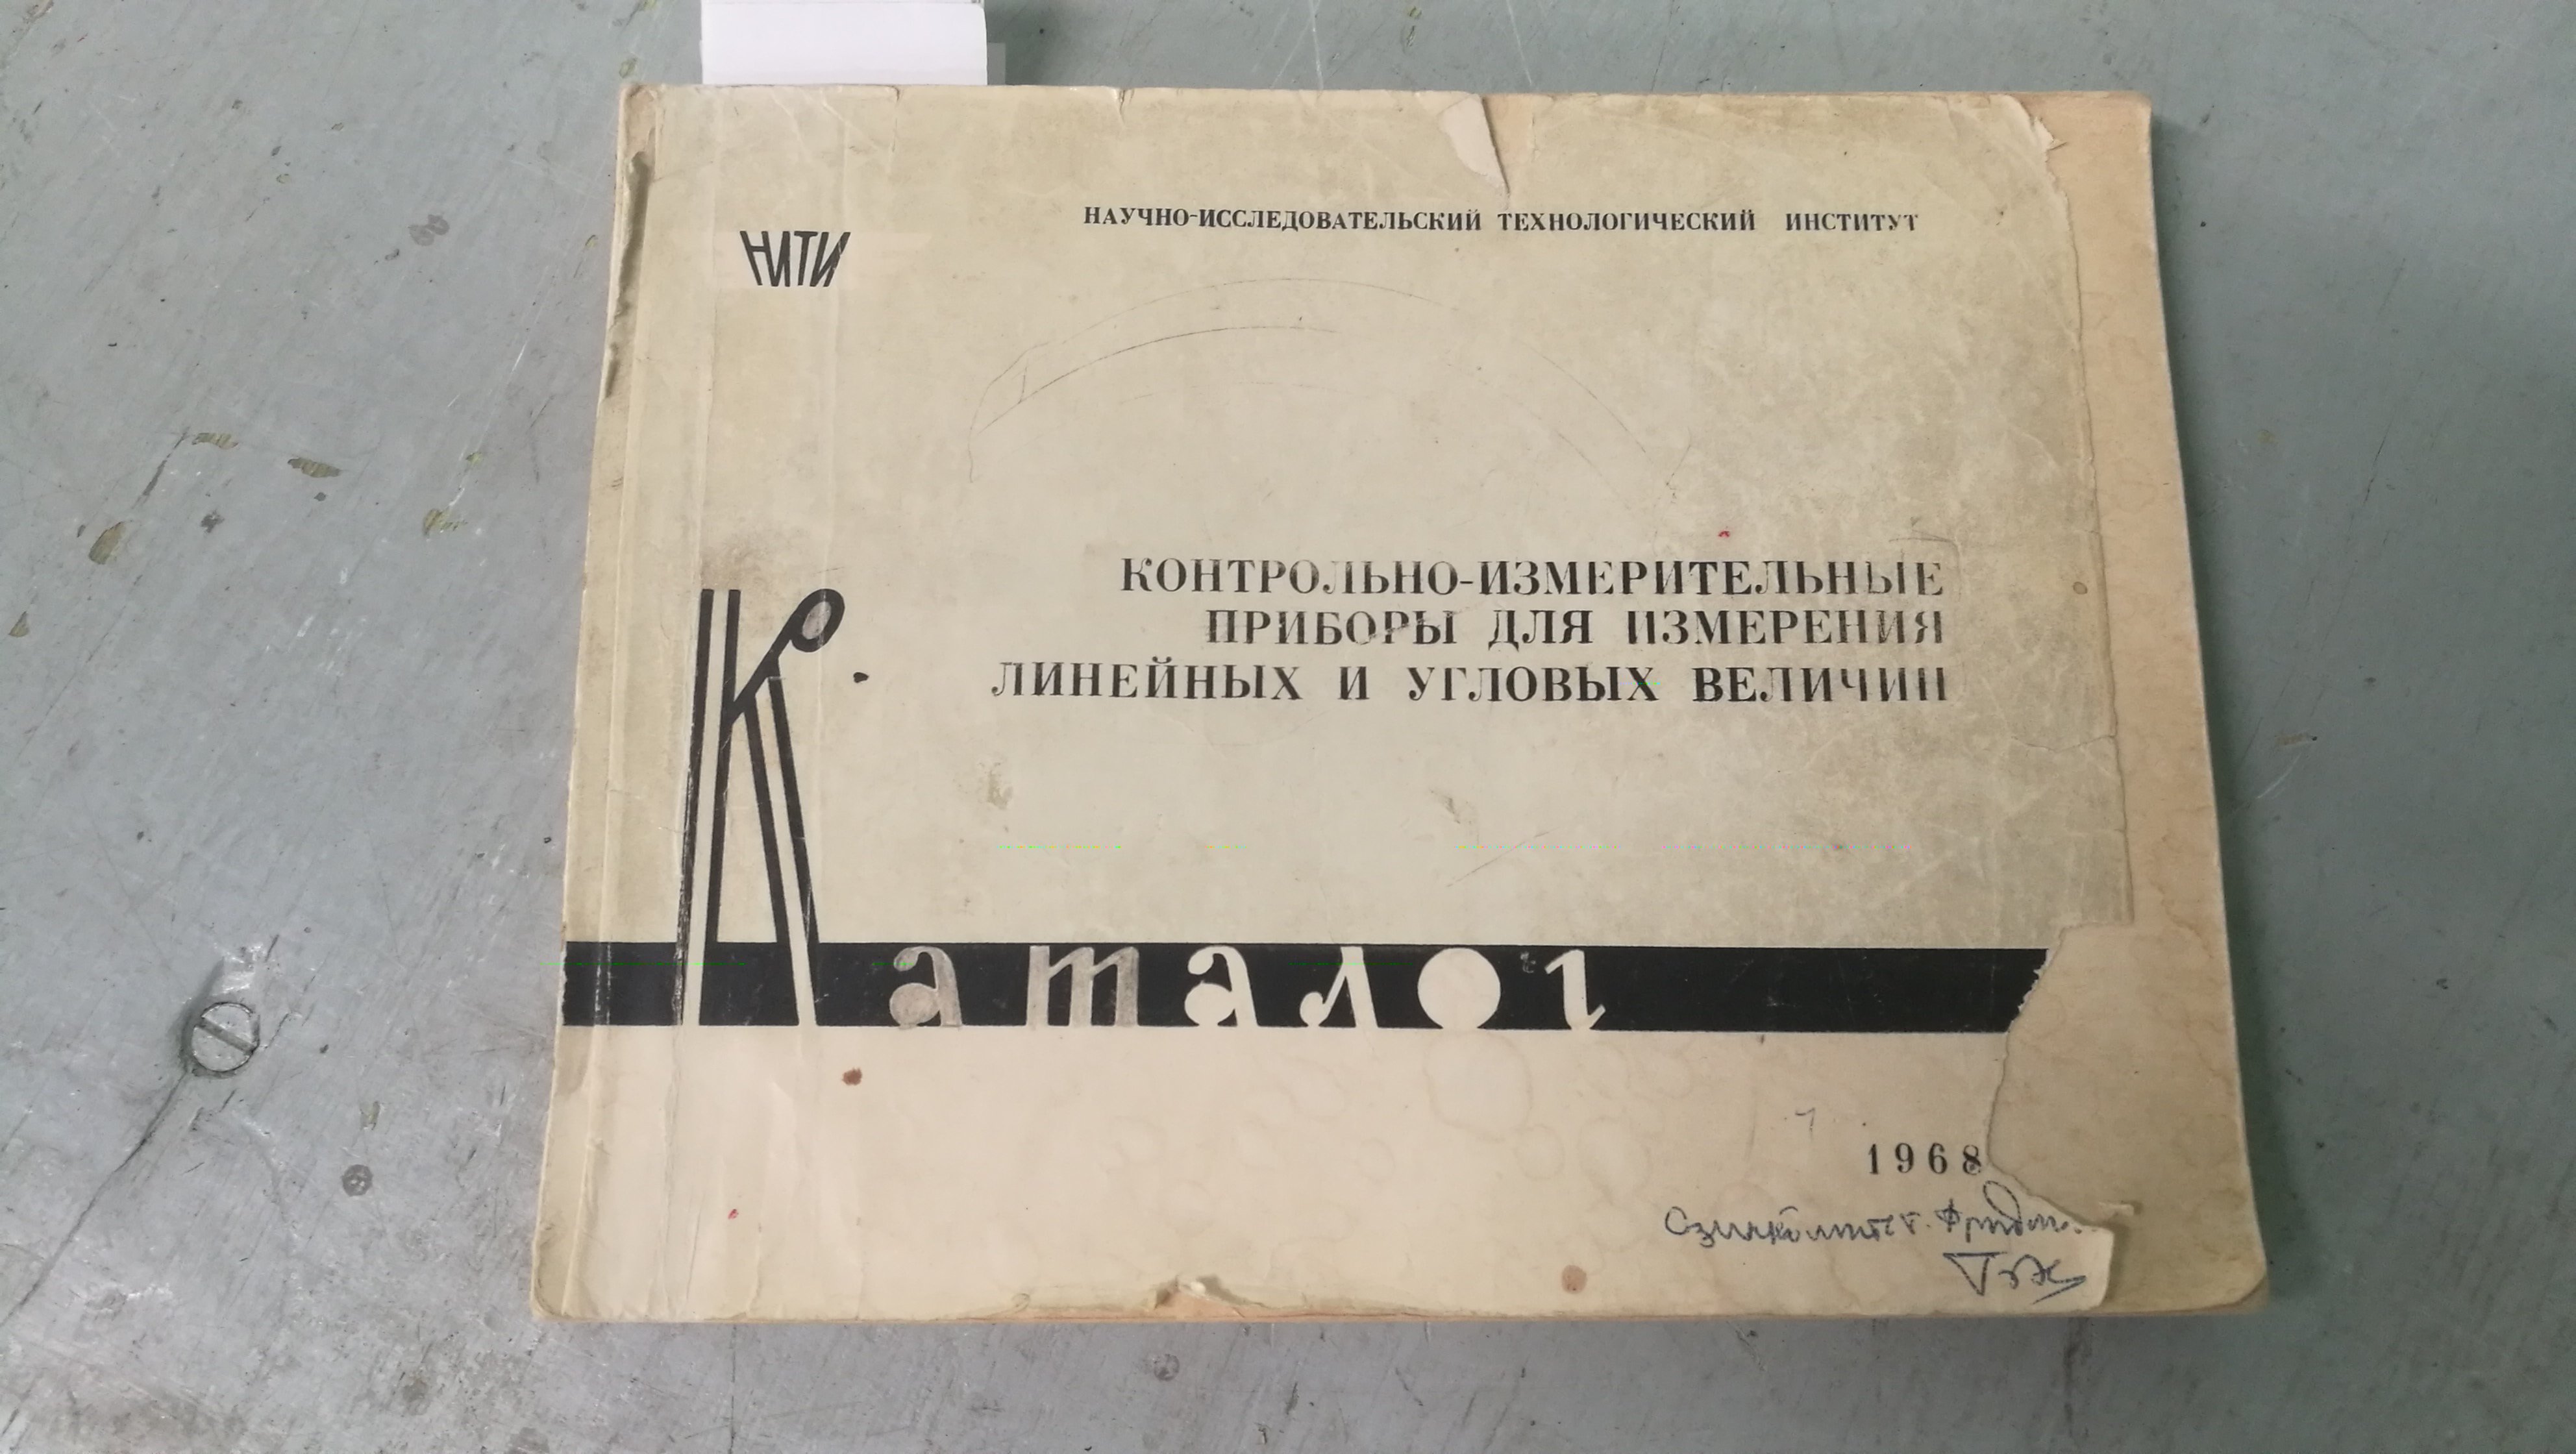 НИТИ
НАУЧНО-ИССЛЕДОВАТЕЛЬСКИЙ ТЕХНОЛОГИЧЕСКИЙ ИНСТИТУТ
КОНТРОЛЬНО-ИЗМЕРИТЕЛЬНЫЕ
ПРИБОРЫ ДЛЯ ИЗМЕРЕНИЯ
ЛИНЕЙНЫХ И УГЛОВЫХ ВЕЛИЧИН
Каталог
1968